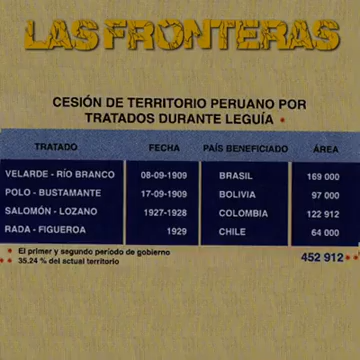 LAS FRONTERAS
CESIÓN DE TERRITORIO PERUANO POR
TRATADOS DURANTE LEGUÍA •
TRATADO FECHA PAÍS BENEFICIADO ÁREA
VELARDE - RÍO BRANCO 08-09-1909 BRASIL 169 000
POLO - BUSTAMANTE 17-09-1909 BOLIVIA 97 000
SALOMÓN - LOZANO 1927-1928 COLOMBIA 122 912
RADA - FIGUEROA 1929 CHILE 64 000
• El primer y segundo período de gobierno
•• 35,24 % del actual territorio
452 912 ••